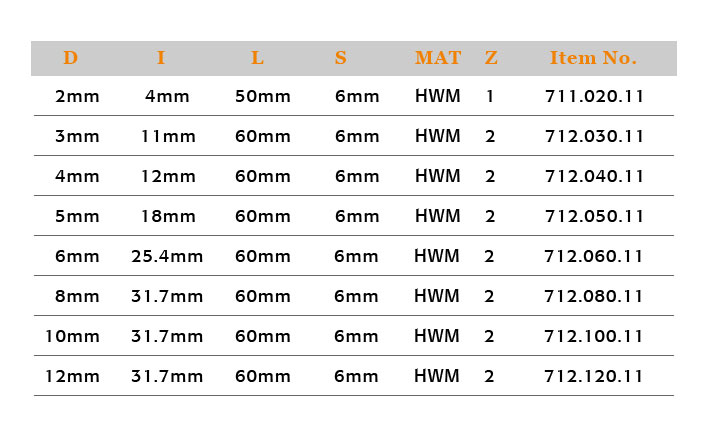 D I L S MAT Z Item No.
2mm 4mm 50mm 6mm HWM 1 711.020.11
3mm 11mm 60mm 6mm HWM 2 712.030.11
4mm 12mm 60mm 6mm HWM 2 712.040.11
5mm 18mm 60mm 6mm HWM 2 712.050.11
6mm 25.4mm 60mm 6mm HWM 2 712.060.11
8mm 31.7mm 60mm 6mm HWM 2 712.080.11
10mm 31.7mm 60mm 6mm HWM 2 712.100.11
12mm 31.7mm 60mm 6mm HWM 2 712.120.11